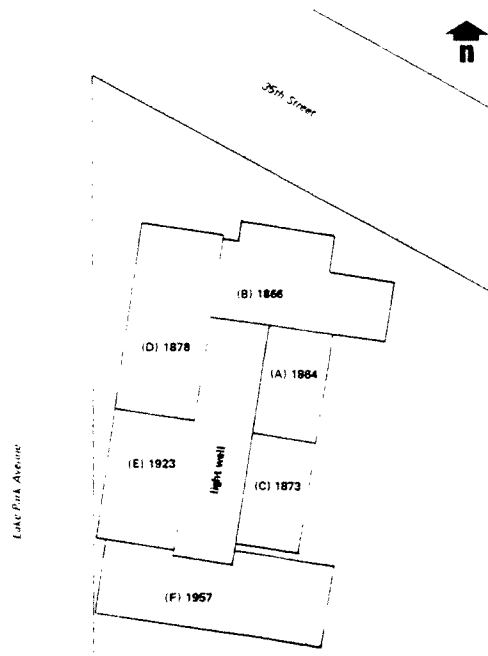 n
35th Street
(B) 1866
(D) 1878
(A) 1864
(E) 1923
light well
(C) 1873
Lake Park Avenue
(F) 1957